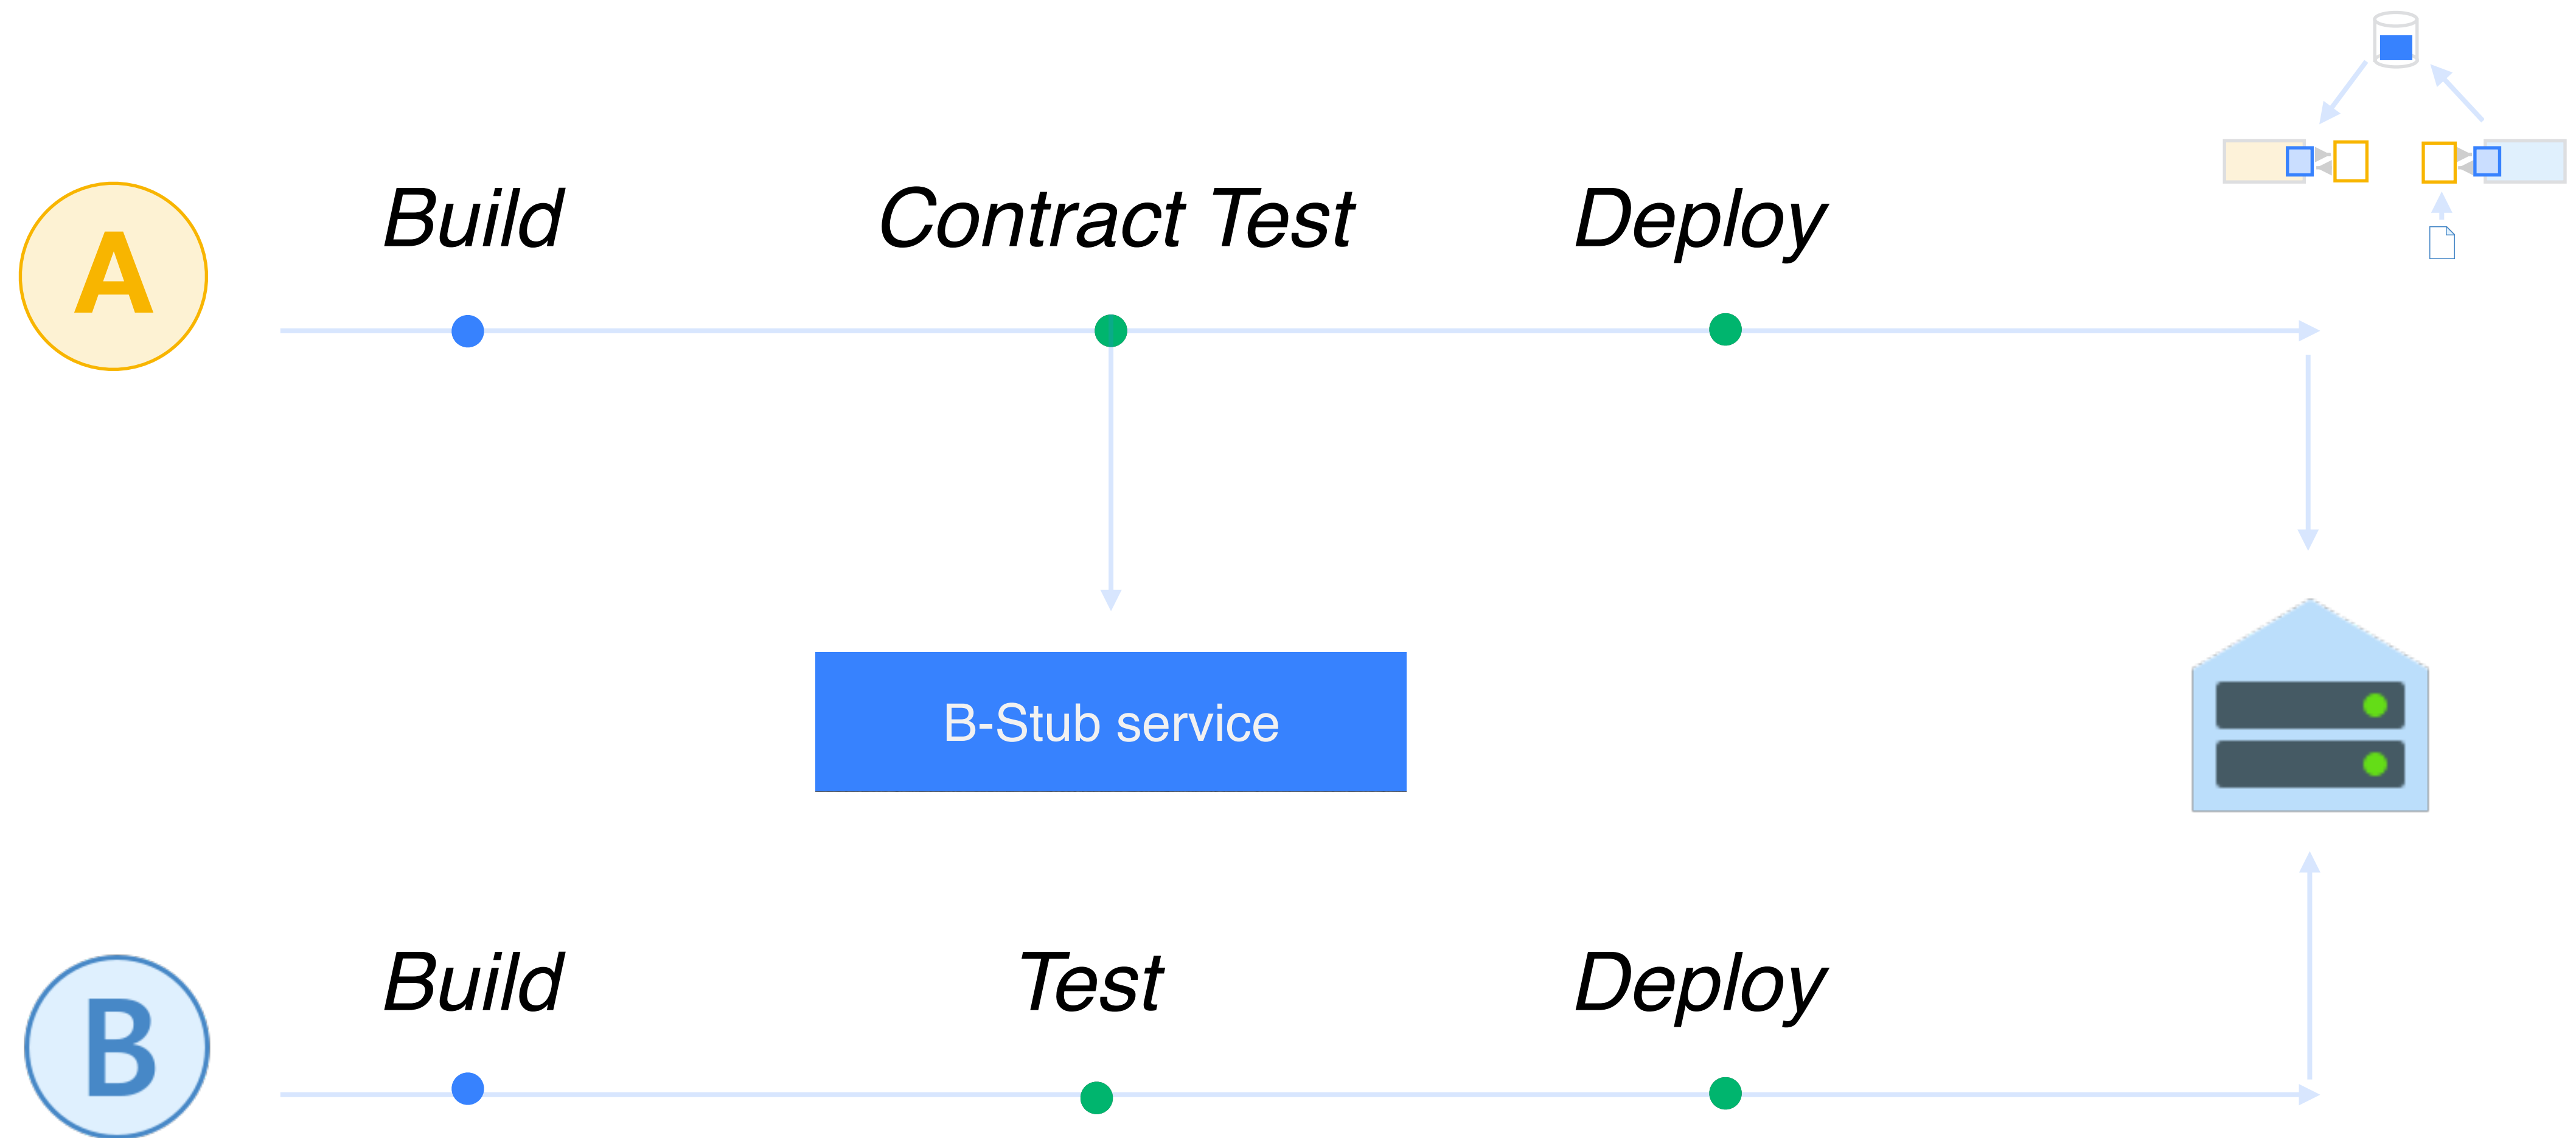 A
Build
Contract Test
Deploy
B-Stub service
B
Build
Test
Deploy